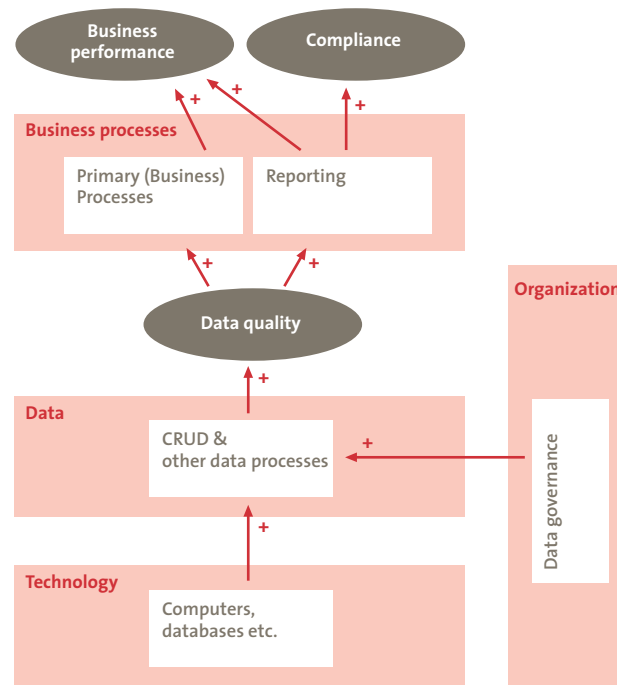 Business
performance
Compliance
+
+
+
Business processes
Primary (Business)
Processes
Reporting
+
+
Data quality
Organization
+
Data
CRUD &
other data processes
+
Data governance
+
Technology
Computers,
databases etc.